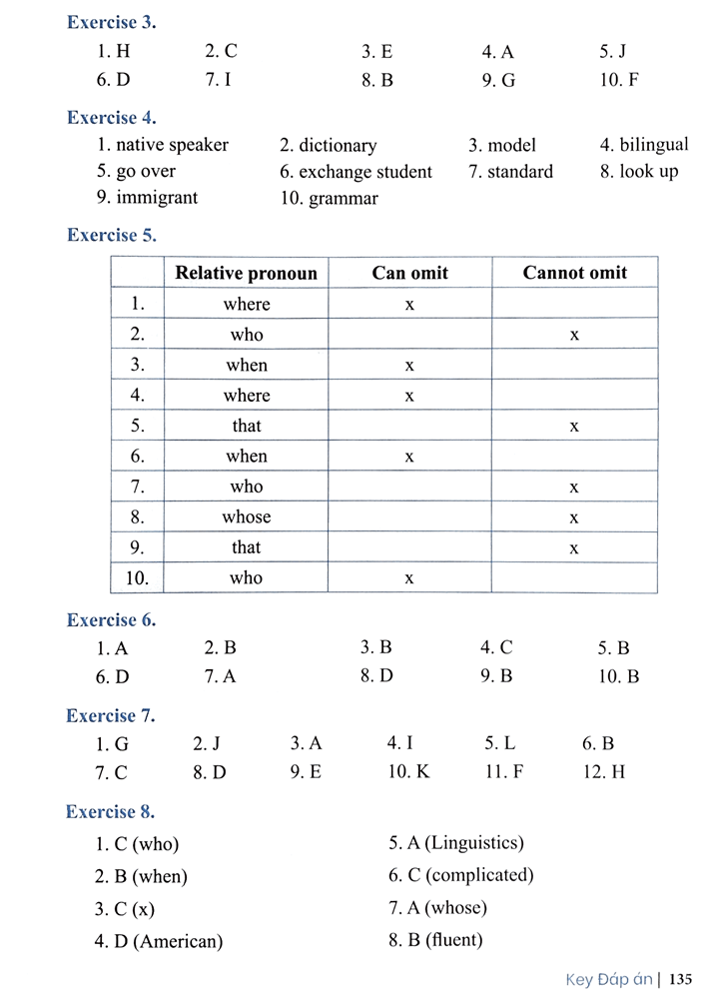 Exercise 3.
1. H 2. C 3. E 4. A 5. J
6. D 7. I 8. B 9. G 10. F
Exercise 4.
1. native speaker 2. dictionary 3. model 4. bilingual
5. go over 6. exchange student 7. standard 8. look up
9. immigrant 10. grammar
Exercise 5.
Relative pronoun Can omit Cannot omit
1. where x
2. who x
3. when x
4. where x
5. that x
6. when x
7. who x
8. whose x
9. that x
10. who x
Exercise 6.
1. A 2. B 3. B 4. C 5. B
6. D 7. A 8. D 9. B 10. B
Exercise 7.
1. G 2. J 3. A 4. I 5. L 6. B
7. C 8. D 9. E 10. K 11. F 12. H
Exercise 8.
1. C (who) 5. A (Linguistics)
2. B (when) 6. C (complicated)
3. C (x) 7. A (whose)
4. D (American) 8. B (fluent)
Key Đáp án | 135